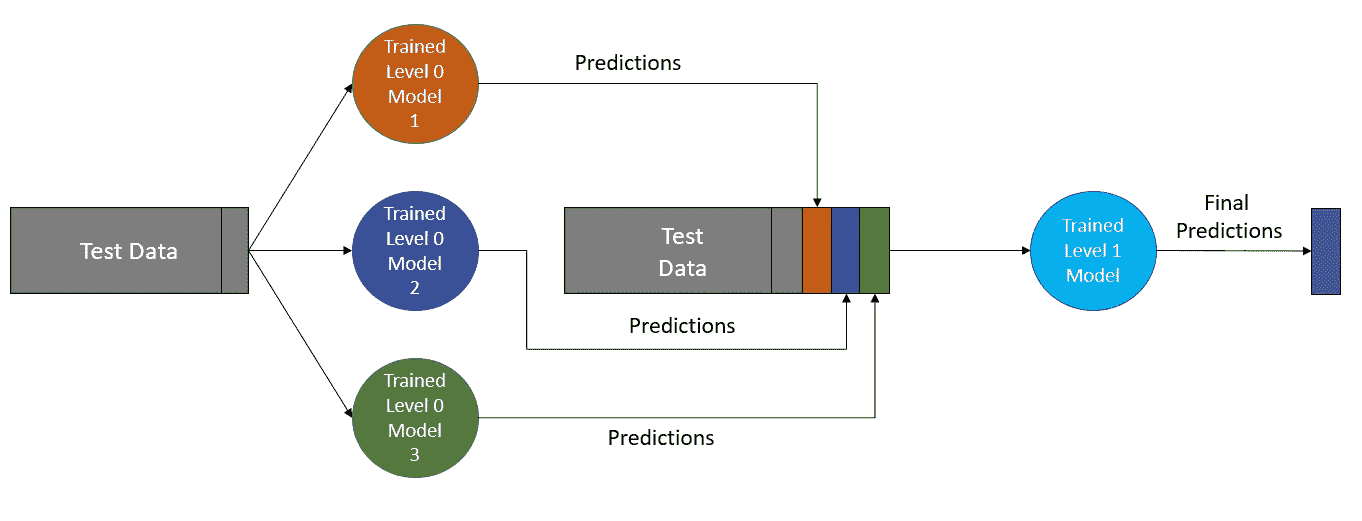 Test Data
Trained
Level 0
Model
1
Predictions
Trained
Level 0
Model
2
Predictions
Trained
Level 0
Model
3
Predictions
Test
Data
Trained
Level 1
Model
Final
Predictions